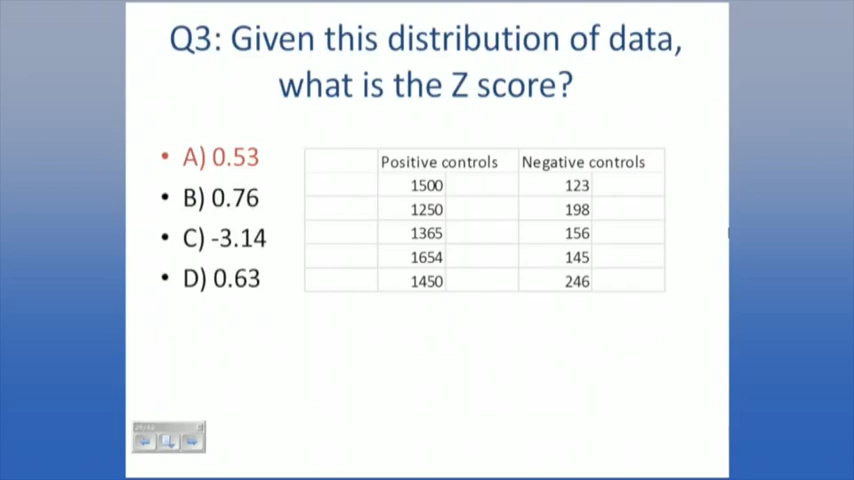 Q3: Given this distribution of data,
what is the Z score?
• A) 0.53
• B) 0.76
• C) -3.14
• D) 0.63
Positive controls Negative controls
1500 123
1250 198
1365 156
1654 145
1450 246